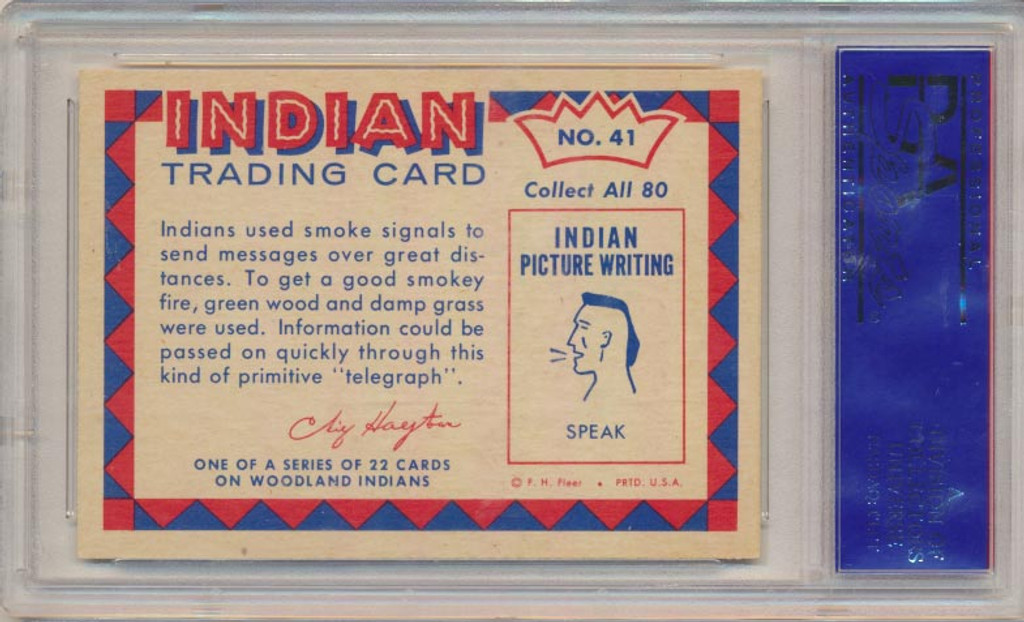 INDIAN
TRADING CARD
NO. 41
Collect All 80
Indians used smoke signals to
send messages over great dis-
tances. To get a good smokey
fire, green wood and damp grass
were used. Information could be
passed on quickly through this
kind of primitive "telegraph".
ONE OF A SERIES OF 22 CARDS
ON WOODLAND INDIANS
INDIAN
PICTURE WRITING
SPEAK
© F. H. Fleer • PRTD. U.S.A.
PSA